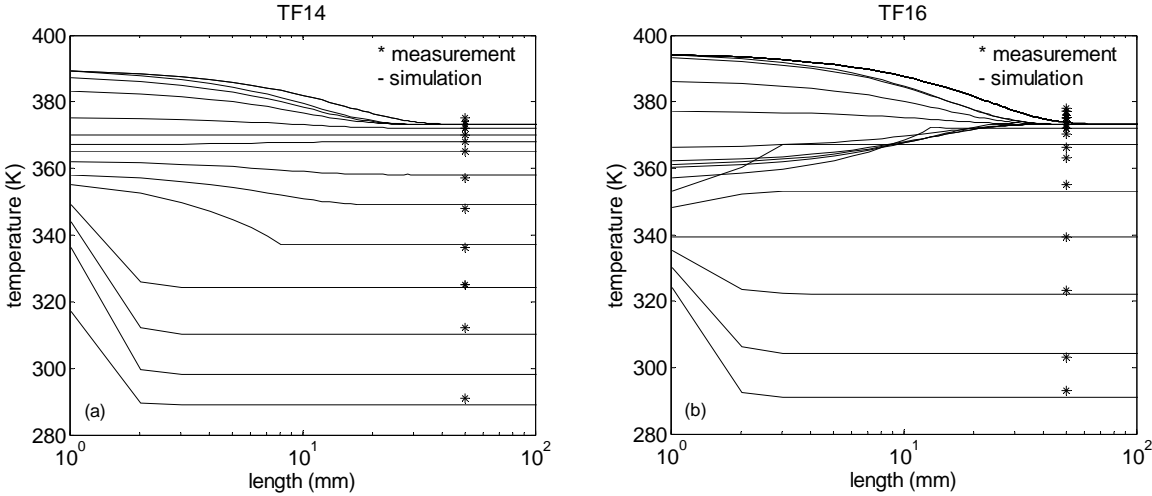 TF14
400
380
360
340
320
300
280
temperature (K)
* measurement
- simulation
(a)
10^0
10^1
10^2
length (mm)
TF16
400
380
360
340
320
300
280
temperature (K)
* measurement
- simulation
(b)
10^0
10^1
10^2
length (mm)